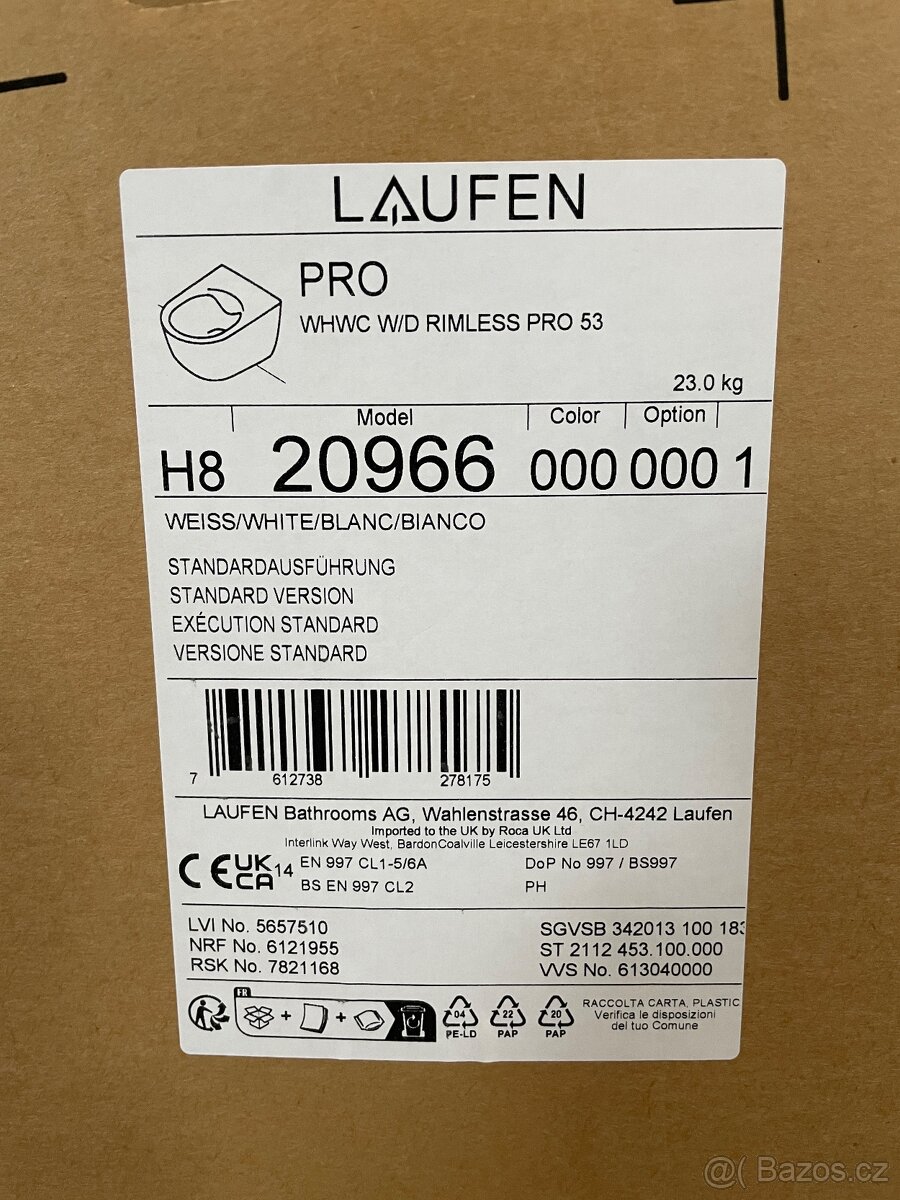 LAUFEN
PRO
WHWC W/D RIMLESS PRO 53
23.0 kg
Model Color Option
H8 20966 000 000 1
WEISS/WHITE/BLANC/BIANCO
STANDARDAUSFÜHRUNG
STANDARD VERSION
EXÉCUTION STANDARD
VERSIONE STANDARD
7 612738 278175
LAUFEN Bathrooms AG, Wahlenstrasse 46, CH-4242 Laufen
Imported to the UK by Roca UK Ltd
Interlink Way West, BardonCoalville Leicestershire LE67 1LD
CE UK CA 14 EN 997 CL1-5/6A DoP No 997 / BS997
BS EN 997 CL2 PH
LVI No. 5657510 SGVSB 342013 100 183
NRF No. 6121955 ST 2112 453.100.000
RSK No. 7821168 VVS No. 613040000
FR
+ +
04 PE-LD 22 PAP 20 PAP
RACCOLTA CARTA, PLASTIC
Verifica le disposizioni
del tuo Comune
@( Bazos.cz